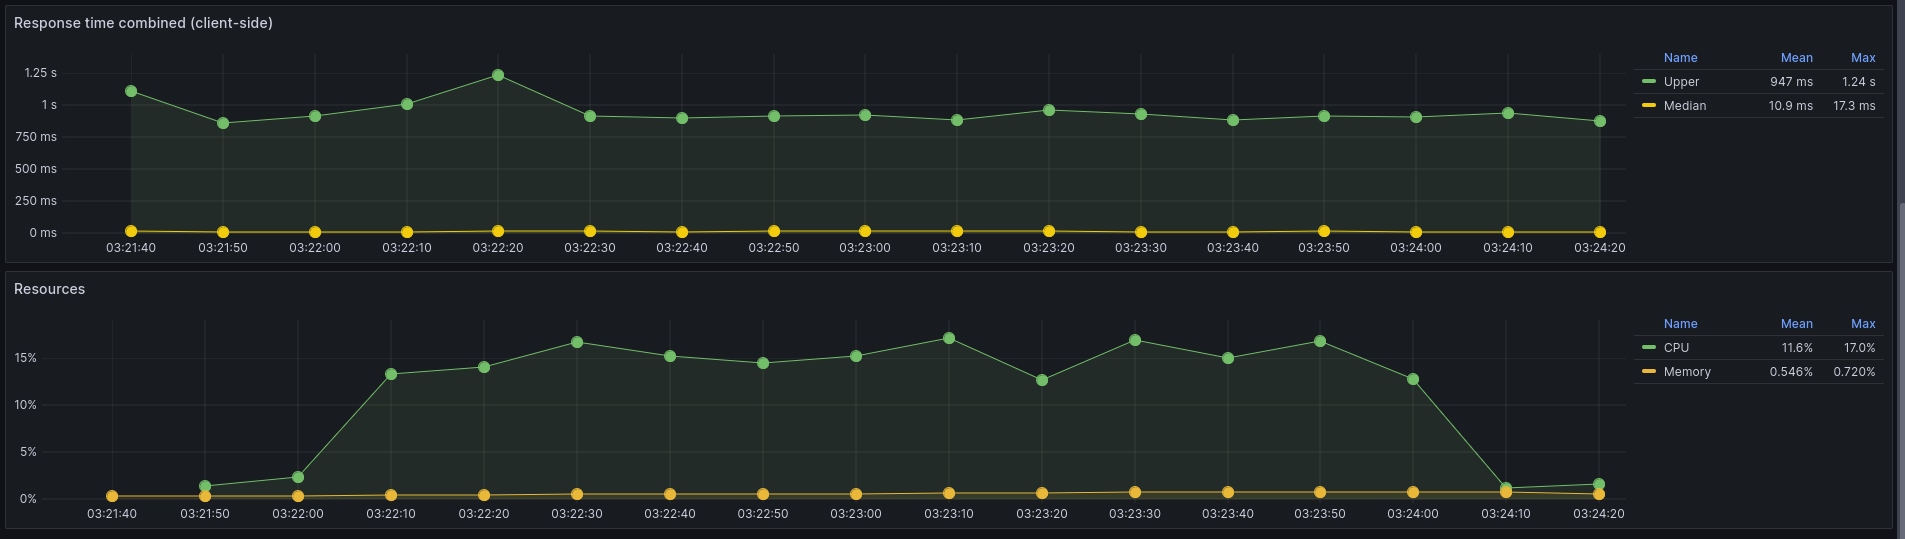 Response time combined (client-side)
Name Mean Max
1.25 s
Upper 947 ms 1.24 s
1 s
Median 10.9 ms 17.3 ms
750 ms
500 ms
250 ms
0 ms
03:21:40 03:21:50 03:22:00 03:22:10 03:22:20 03:22:30 03:22:40 03:22:50 03:23:00 03:23:10 03:23:20 03:23:30 03:23:40 03:23:50 03:24:00 03:24:10 03:24:20
Resources
Name Mean Max
CPU 11.6% 17.0%
15%
Memory 0.546% 0.720%
10%
5%
0%
03:21:40 03:21:50 03:22:00 03:22:10 03:22:20 03:22:30 03:22:40 03:22:50 03:23:00 03:23:10 03:23:20 03:23:30 03:23:40 03:23:50 03:24:00 03:24:10 03:24:20